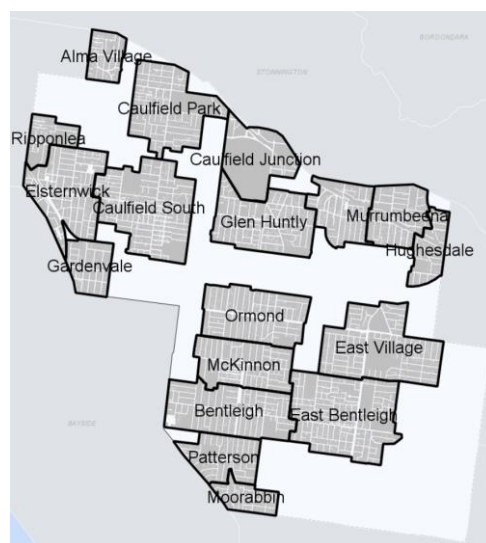 BOROONDARA
Alma Village
STONNINGTON
Caulfield Park
Ripponlea
Caulfield Junction
Elsternwick
Caulfield South
Glen Huntly
Murrumbeena
Hughesdale
Gardenvale
Ormond
East Village
McKinnon
Bentleigh
East Bentleigh
BAYSIDE
Patterson
Moorabbin